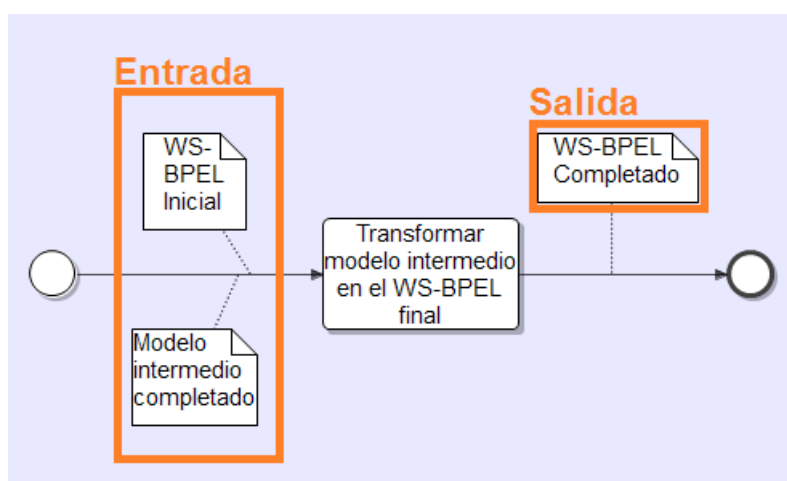 Entrada
Salida
WS-
BPEL
Inicial
WS-BPEL
Completado
Transformar
modelo intermedio
en el WS-BPEL
final
Modelo
intermedio
completado